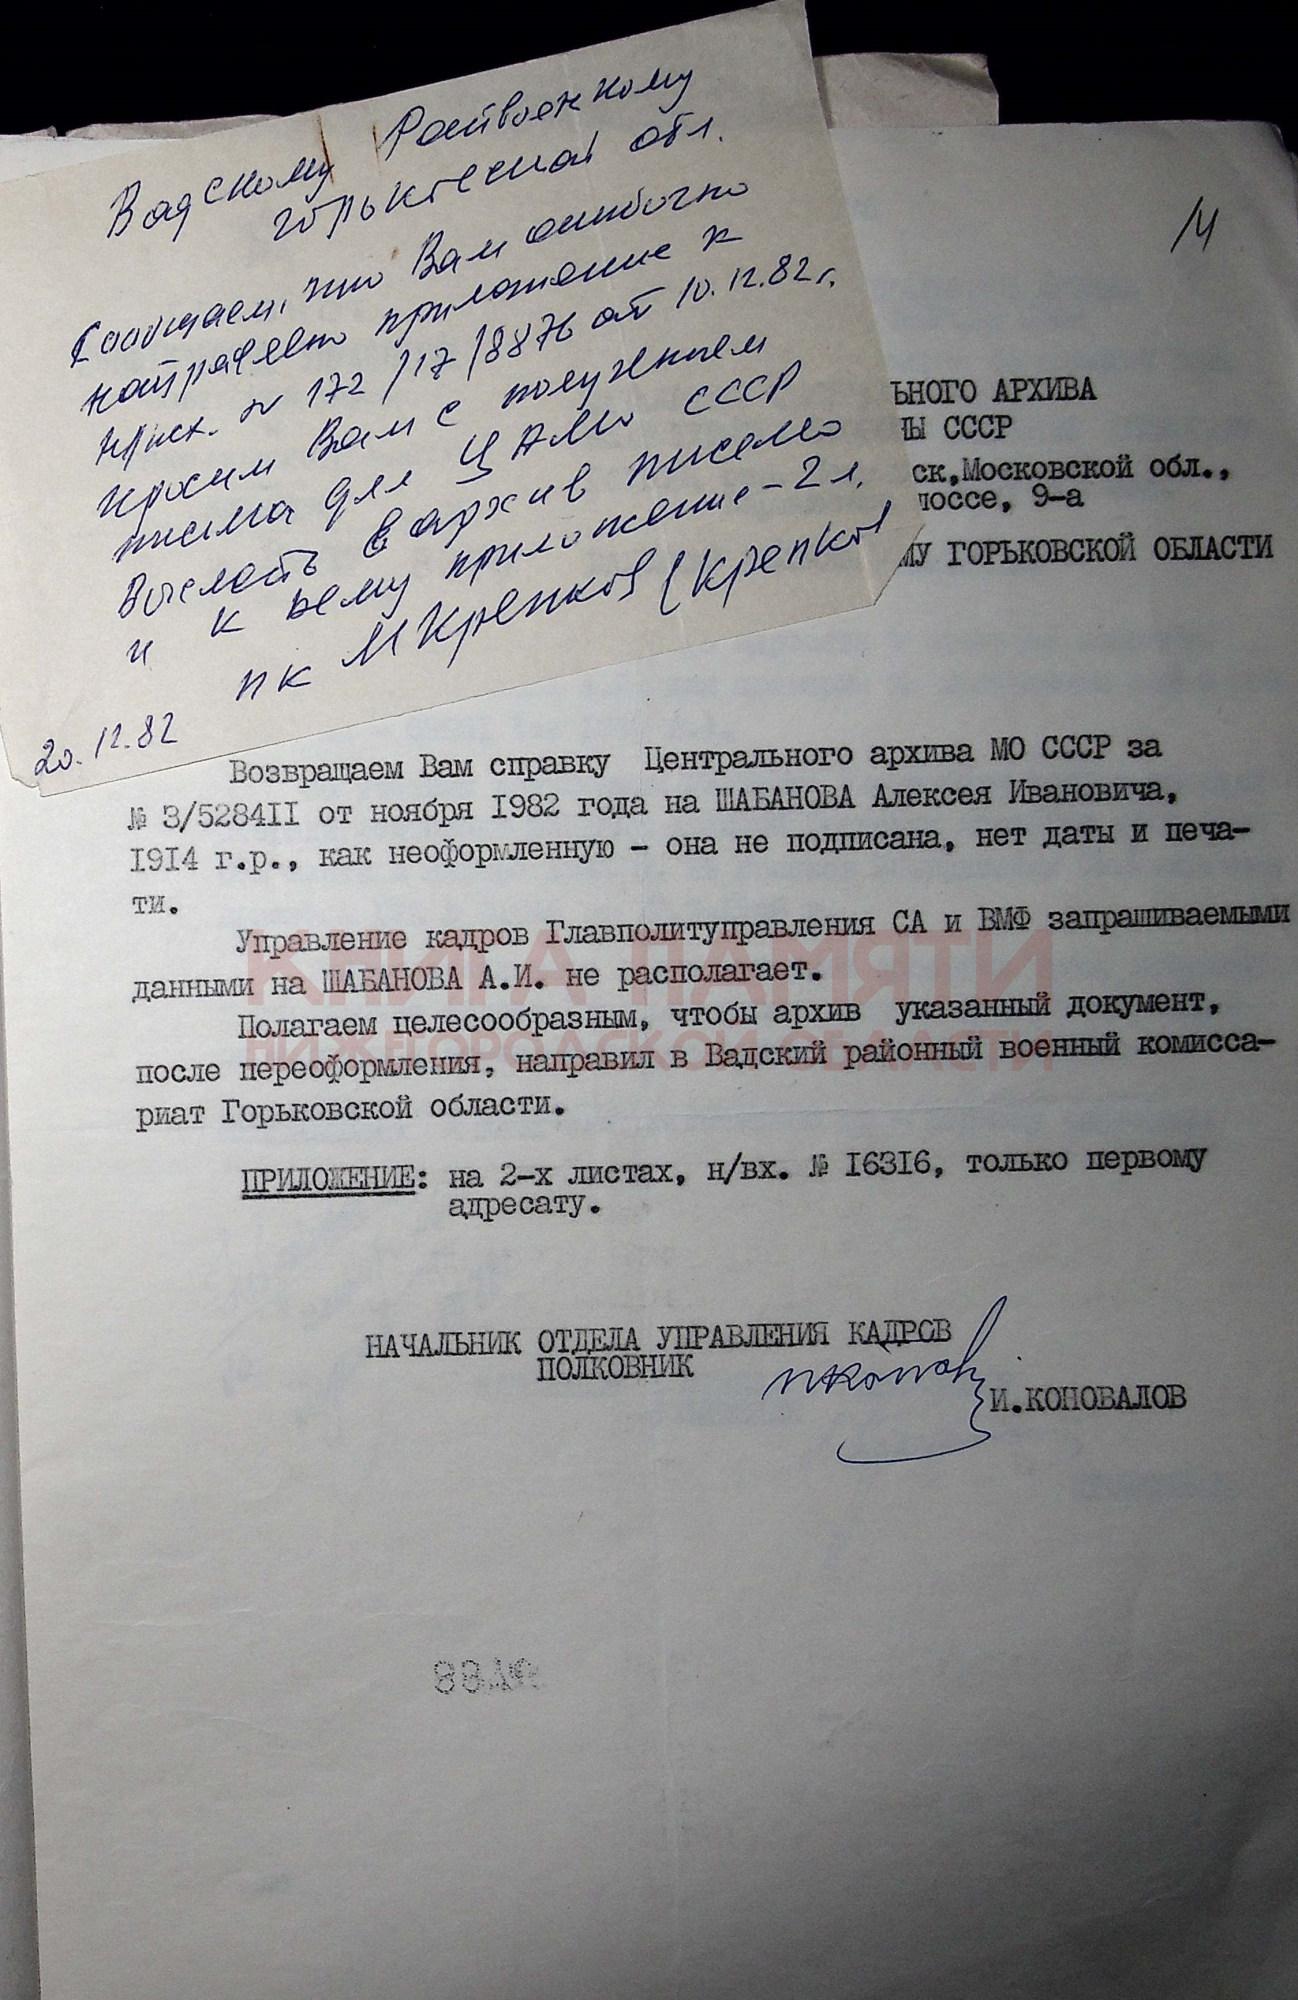 Вадскому Райвоенкому
Горьковской обл.
Сообщаем, что Вам ошибочно
направлено приложение к
н/исх. № 172/17/8876 от 10.12.82 г.
Просим Вам с получением
письма для ЦАМО СССР
выслать в архив письмо
и к нему приложение – 2 л.
пк МКрепков (Крепков
20.12.82
14
ЬНОГО АРХИВА
НЫ СССР
ск,Московской обл.,
шоссе, 9-а
МУ ГОРЬКОВСКОЙ ОБЛАСТИ
Возвращаем Вам справку Центрального архива МО СССР за
№ 3/528411 от ноября 1982 года на ШАБАНОВА Алексея Ивановича,
1914 г.р., как неоформленную – она не подписана, нет даты и печа-
ти.
Управление кадров Главполитуправления СА и ВМФ запрашиваемыми
данными на ШАБАНОВА А.И. не располагает.
Полагаем целесообразным, чтобы архив указанный документ,
после переоформления, направил в Вадский районный военный комисса-
риат Горьковской области.
КНИГА ПАМЯТИ
НИЖЕГОРОДСКОЙ ОБЛАСТИ
ПРИЛОЖЕНИЕ: на 2-х листах, н/вх. № 16316, только первому
адресату.
НАЧАЛЬНИК ОТДЕЛА УПРАВЛЕНИЯ КАДРОВ
ПОЛКОВНИК
И.КОНОВАЛОВ